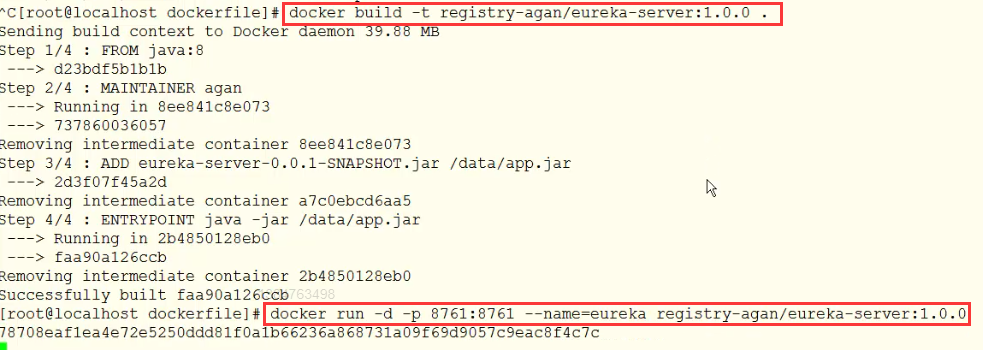 ^C[root@localhost dockerfile]# docker build -t registry-agan/eureka-server:1.0.0 .
Sending build context to Docker daemon 39.88 MB
Step 1/4 : FROM java:8
---> d23bdf5b1b1b
Step 2/4 : MAINTAINER agan
---> Running in 8ee841c8e073
---> 737860036057
Removing intermediate container 8ee841c8e073
Step 3/4 : ADD eureka-server-0.0.1-SNAPSHOT.jar /data/app.jar
---> 2d3f07f45a2d
Removing intermediate container a7c0ebcd6aa5
Step 4/4 : ENTRYPOINT java -jar /data/app.jar
---> Running in 2b4850128eb0
---> faa90a126ccb
Removing intermediate container 2b4850128eb0
Successfully built faa90a126ccb
[root@localhost dockerfile]# docker run -d -p 8761:8761 --name=eureka registry-agan/eureka-server:1.0.0
78708eaf1ea4e72e5250ddd81f0a1b66236a868731a09f69d9057c9eac8f4c7c